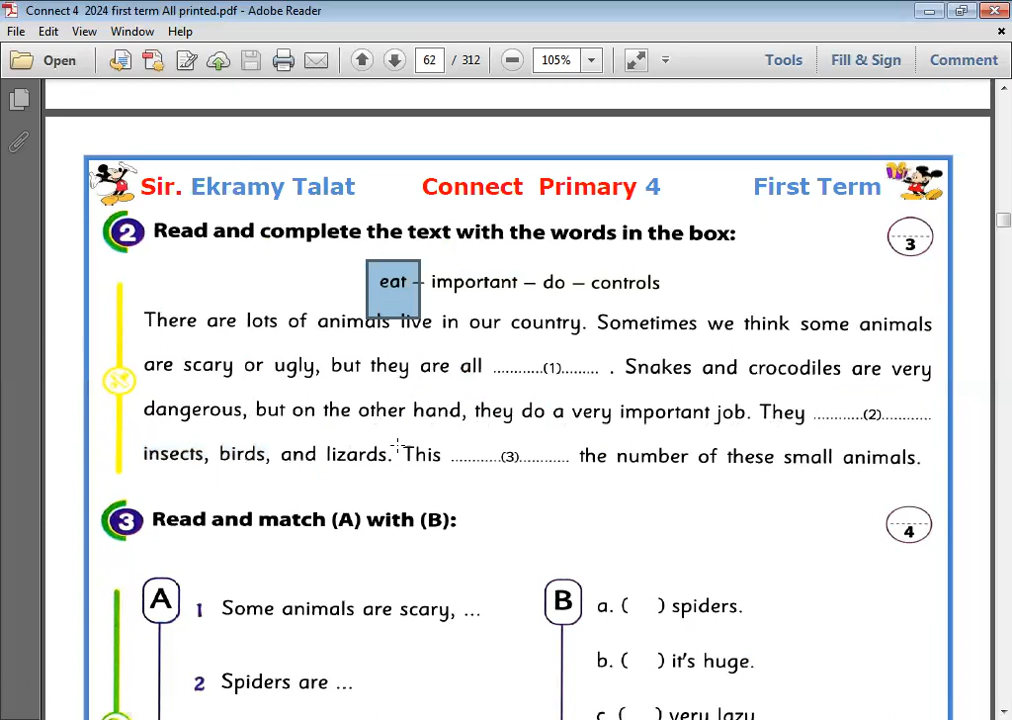 Connect 4 2024 first term All printed.pdf - Adobe Reader
File Edit View Window Help
Open 62 / 312 105% Tools Fill & Sign Comment
Sir. Ekramy Talat Connect Primary 4 First Term
2 Read and complete the text with the words in the box: 3
eat – important – do – controls
There are lots of animals live in our country. Sometimes we think some animals
are scary or ugly, but they are all ............(1)......... . Snakes and crocodiles are very
dangerous, but on the other hand, they do a very important job. They ............(2)............
insects, birds, and lizards. This ............(3)............ the number of these small animals.
3 Read and match (A) with (B): 4
A B
1 Some animals are scary, ... a. ( ) spiders.
b. ( ) it's huge.
2 Spiders are ...
c. ( ) very lazy